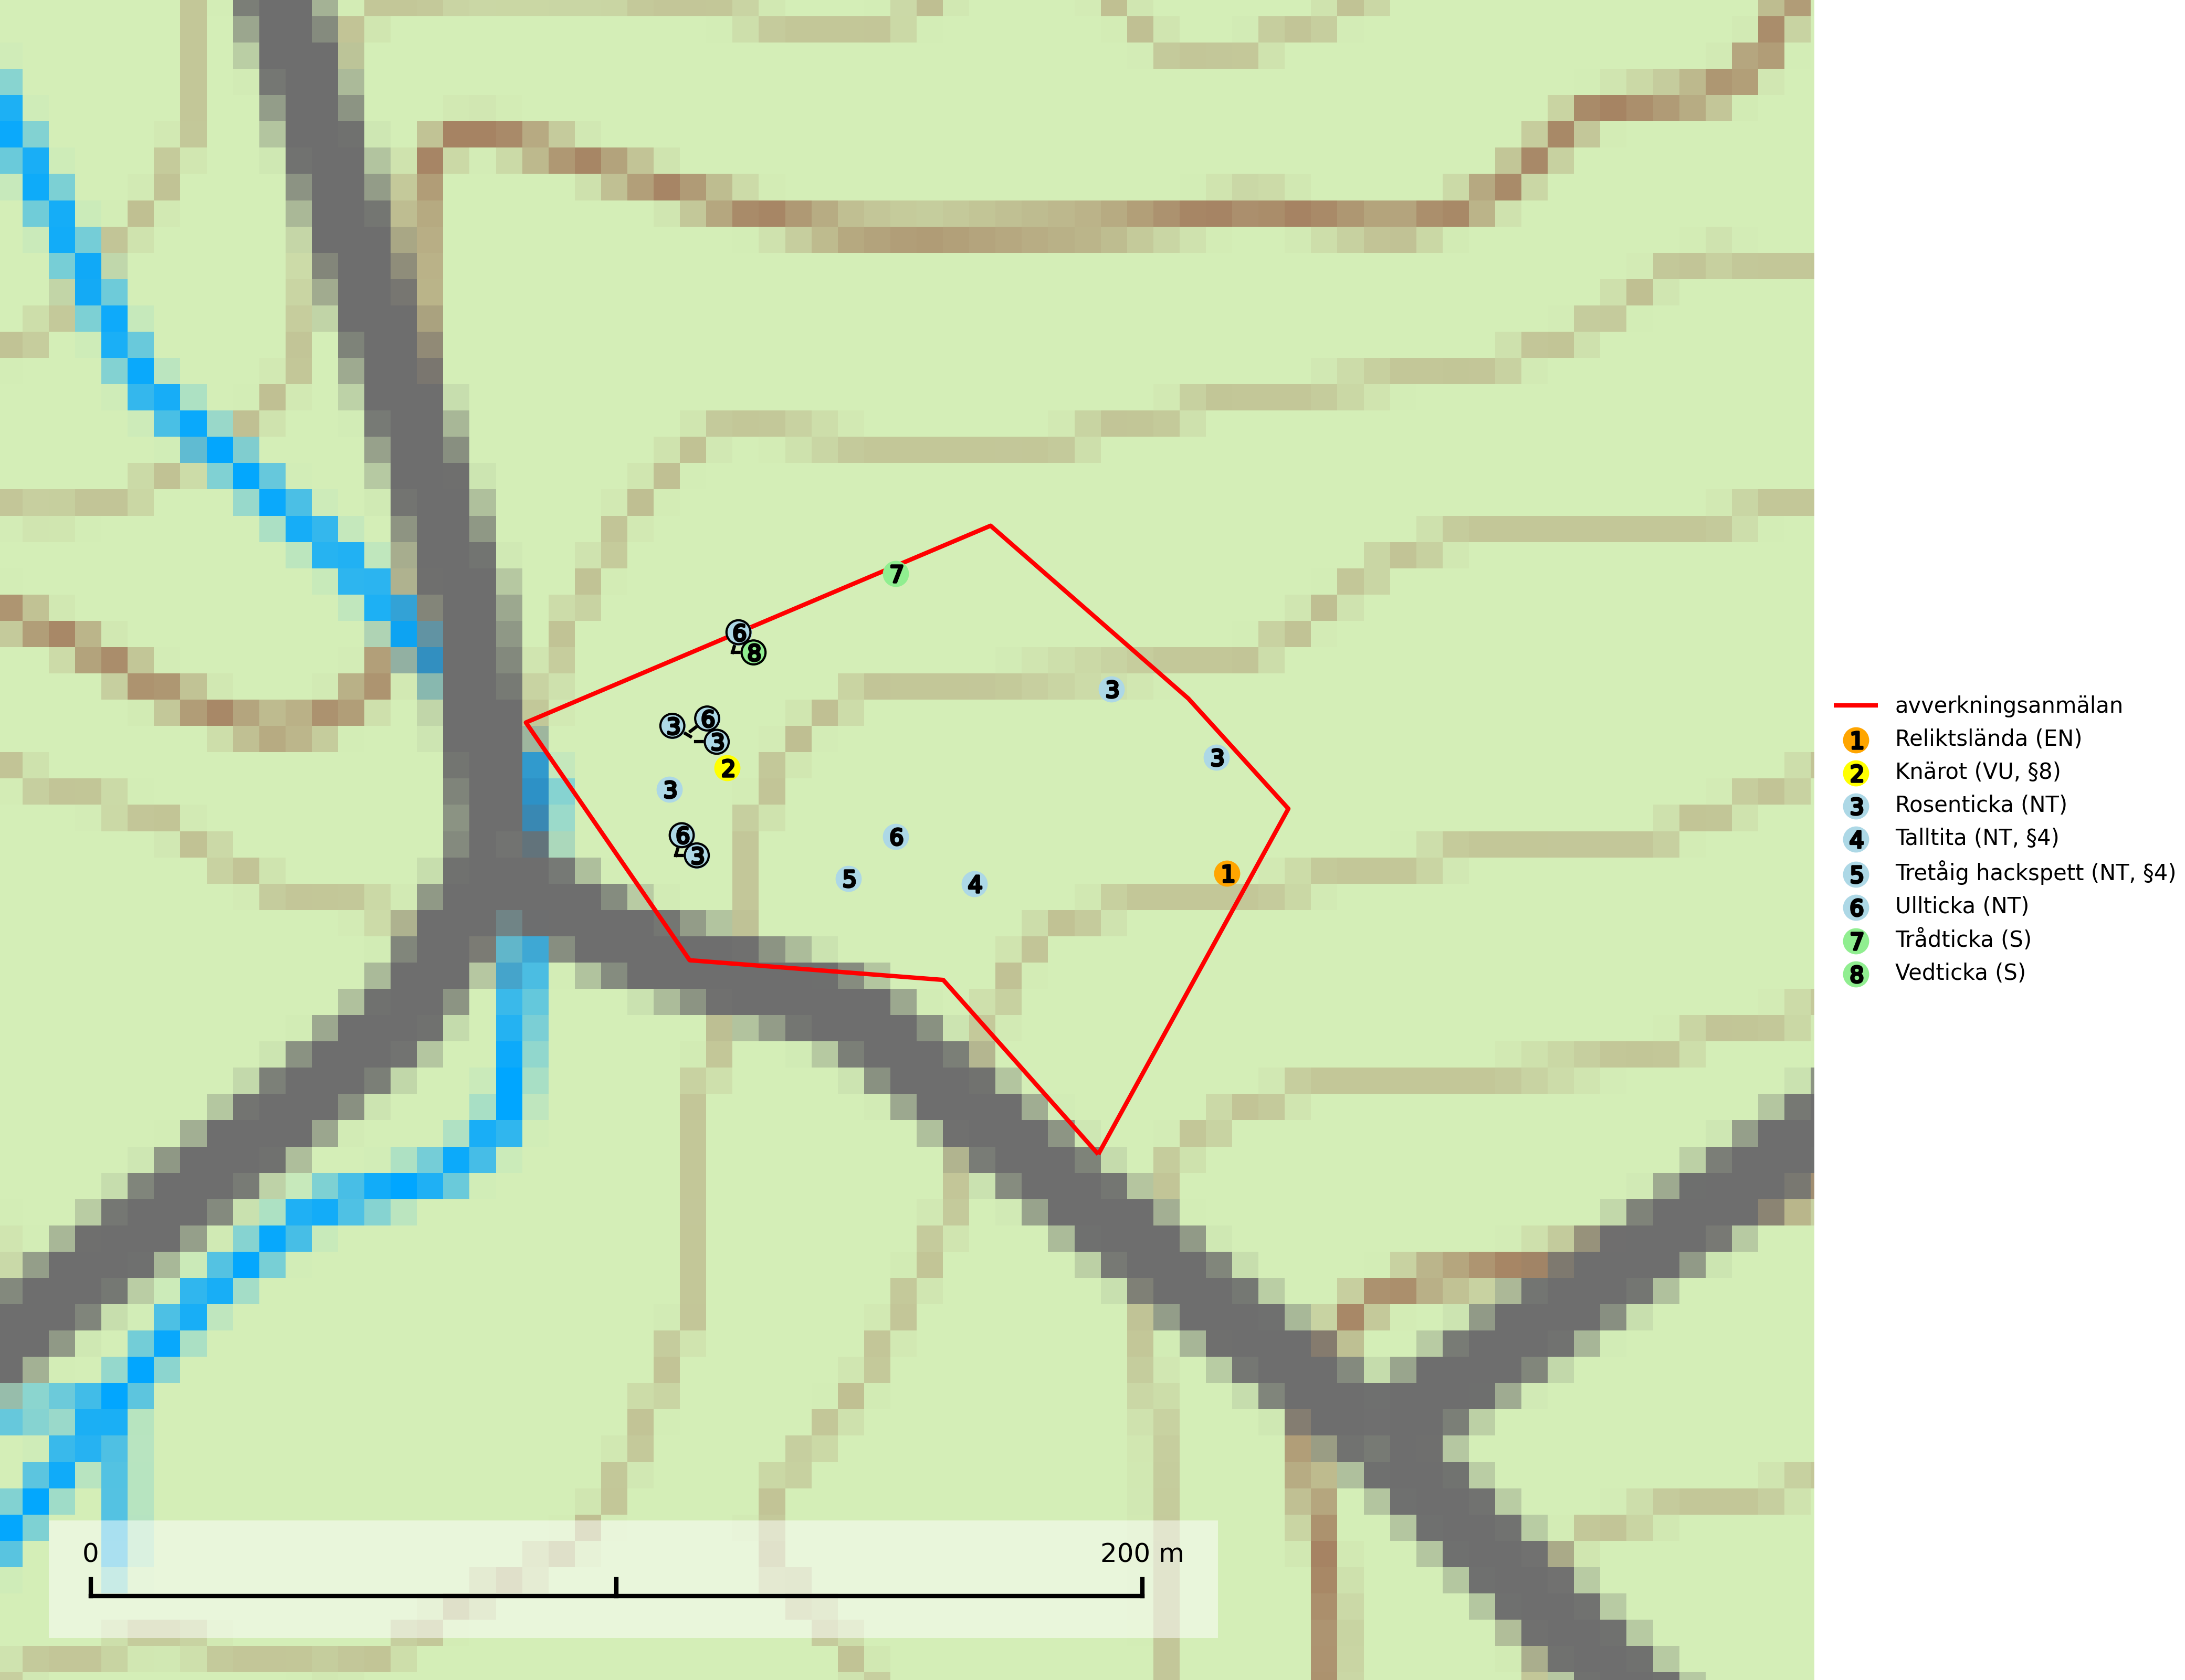 7
6
8
3
3
6
3
2
3
3
6
6
3
5
4
1
0
200 m
avverkningsanmälan
1 Reliktslända (EN)
2 Knärot (VU, §8)
3 Rosenticka (NT)
4 Talltita (NT, §4)
5 Tretåig hackspett (NT, §4)
6 Ullticka (NT)
7 Trådticka (S)
8 Vedticka (S)